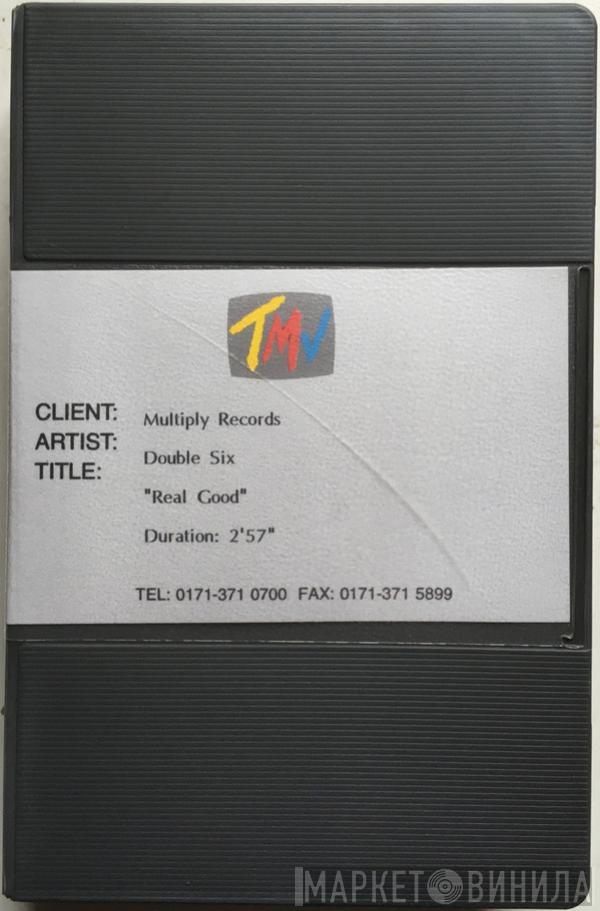 TMV
CLIENT: Multiply Records
ARTIST: Double Six
TITLE: "Real Good"
Duration: 2'57"
TEL: 0171-371 0700 FAX: 0171-371 5899
МАРКЕТ ВИНИЛА